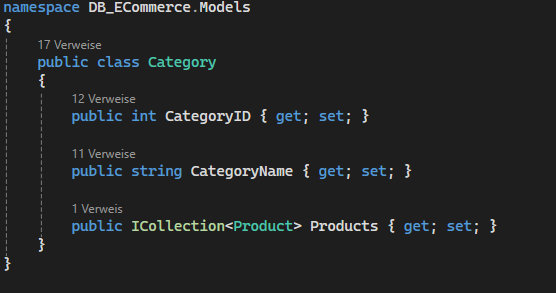 namespace DB_ECommerce.Models
{
17 Verweise
public class Category
{
12 Verweise
public int CategoryID { get; set; }
11 Verweise
public string CategoryName { get; set; }
1 Verweis
public ICollection<Product> Products { get; set; }
}
}